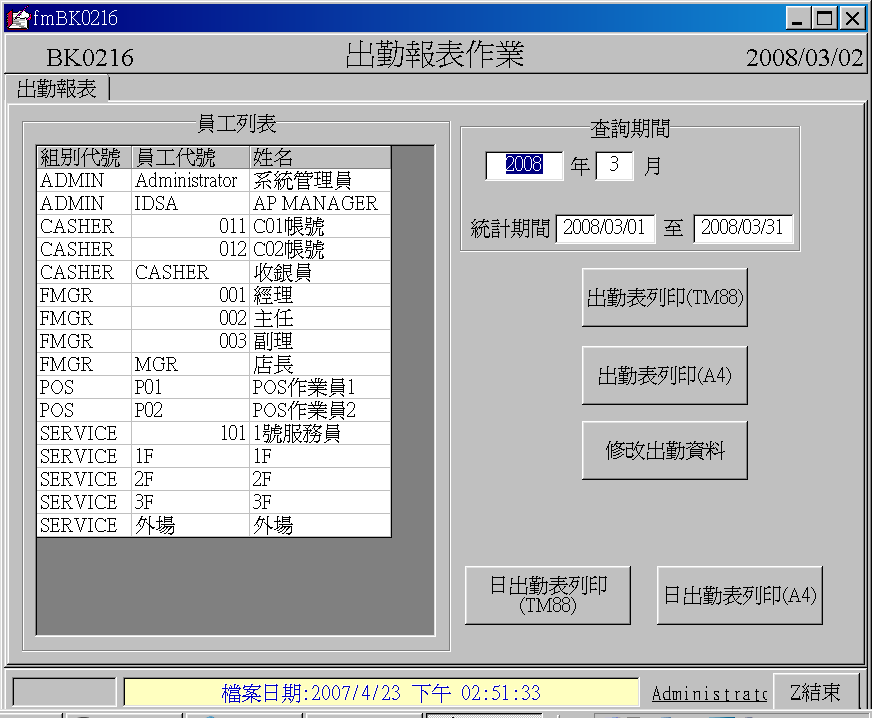 fmBK0216
BK0216 出勤報表作業 2008/03/02
出勤報表
員工列表
組別代號 員工代號 姓名
ADMIN Administrator 系統管理員
ADMIN IDSA AP MANAGER
CASHER 011 C01帳號
CASHER 012 C02帳號
CASHER CASHER 收銀員
FMGR 001 經理
FMGR 002 主任
FMGR 003 副理
FMGR MGR 店長
POS P01 POS作業員1
POS P02 POS作業員2
SERVICE 101 1號服務員
SERVICE 1F 1F
SERVICE 2F 2F
SERVICE 3F 3F
SERVICE 外場 外場
查詢期間
2008 年 3 月
統計期間 2008/03/01 至 2008/03/31
出勤表列印(TM88)
出勤表列印(A4)
修改出勤資料
日出勤表列印
(TM88)
日出勤表列印(A4)
檔案日期:2007/4/23 下午 02:51:33
Administrato
Z結束